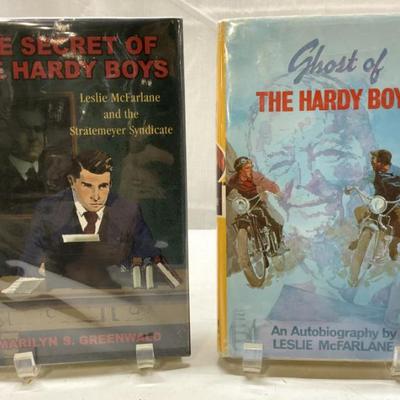 E SECRET OF
E HARDY BOYS
Leslie McFarlane
and the
Stratemeyer Syndicate
MARILYN S. GREENWALD
Ghost of
THE HARDY BOY
An Autobiography by
LESLIE McFARLANE